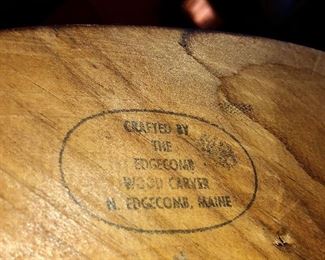 CRAFTED BY
THE
EDGECOMB
WOOD CARVER
N. EDGECOMB, MAINE